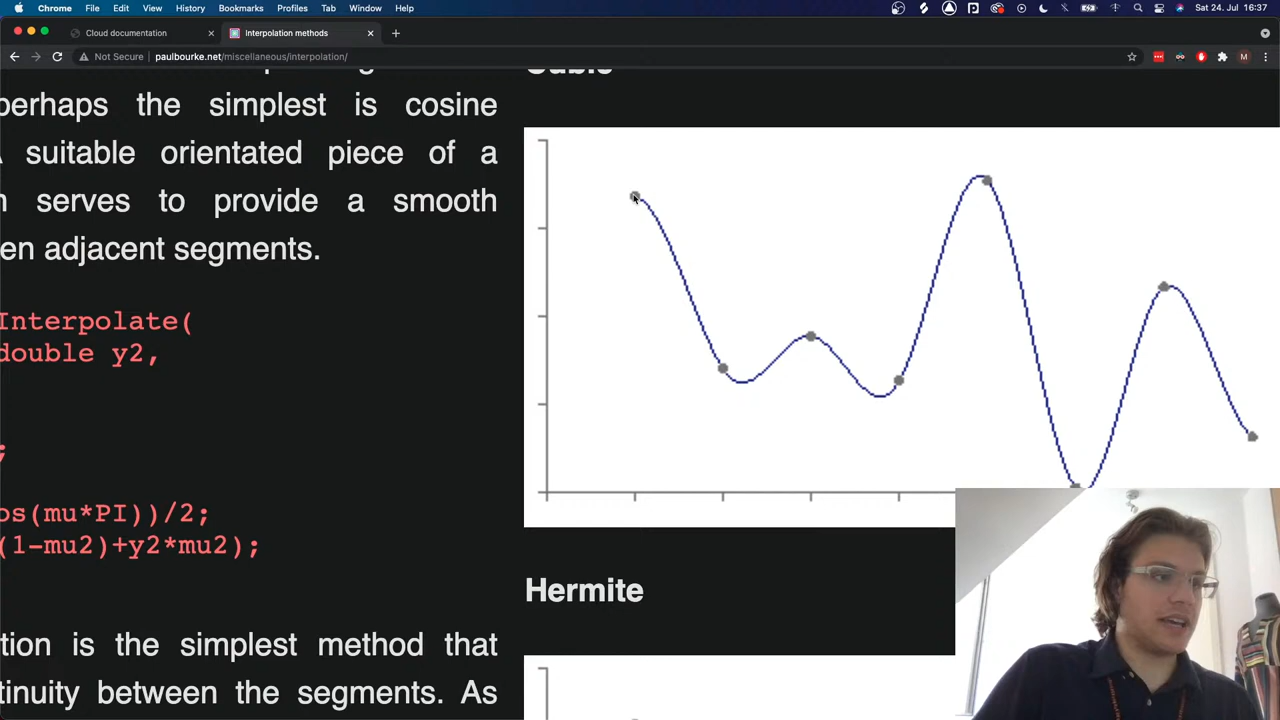 Chrome File Edit View History Bookmarks Profiles Tab Window Help
Sat 24. Jul 16:37
Cloud documentation
Interpolation methods
Not Secure
paulbourke.net/miscellaneous/interpolation/
M
perhaps the simplest is cosine
suitable orientated piece of a
serves to provide a smooth
en adjacent segments.
Interpolate(
double y2,
;
os(mu*PI))/2;
(1-mu2)+y2*mu2);
tion is the simplest method that
tinuity between the segments. As
Cubic
Hermite